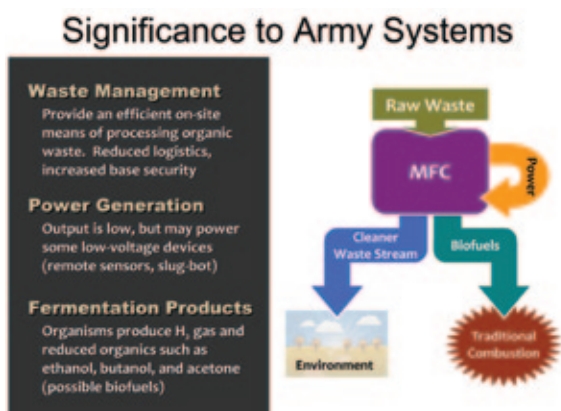 Significance to Army Systems
Waste Management
Provide an efficient on-site
means of processing organic
waste. Reduced logistics,
increased base security
Power Generation
Output is low, but may power
some low-voltage devices
(remote sensors, slug-bot)
Fermentation Products
Organisms produce H₂ gas and
reduced organics such as
ethanol, butanol, and acetone
(possible biofuels)
Raw Waste
MFC
Power
Cleaner
Waste Stream
Biofuels
Environment
Traditional
Combustion